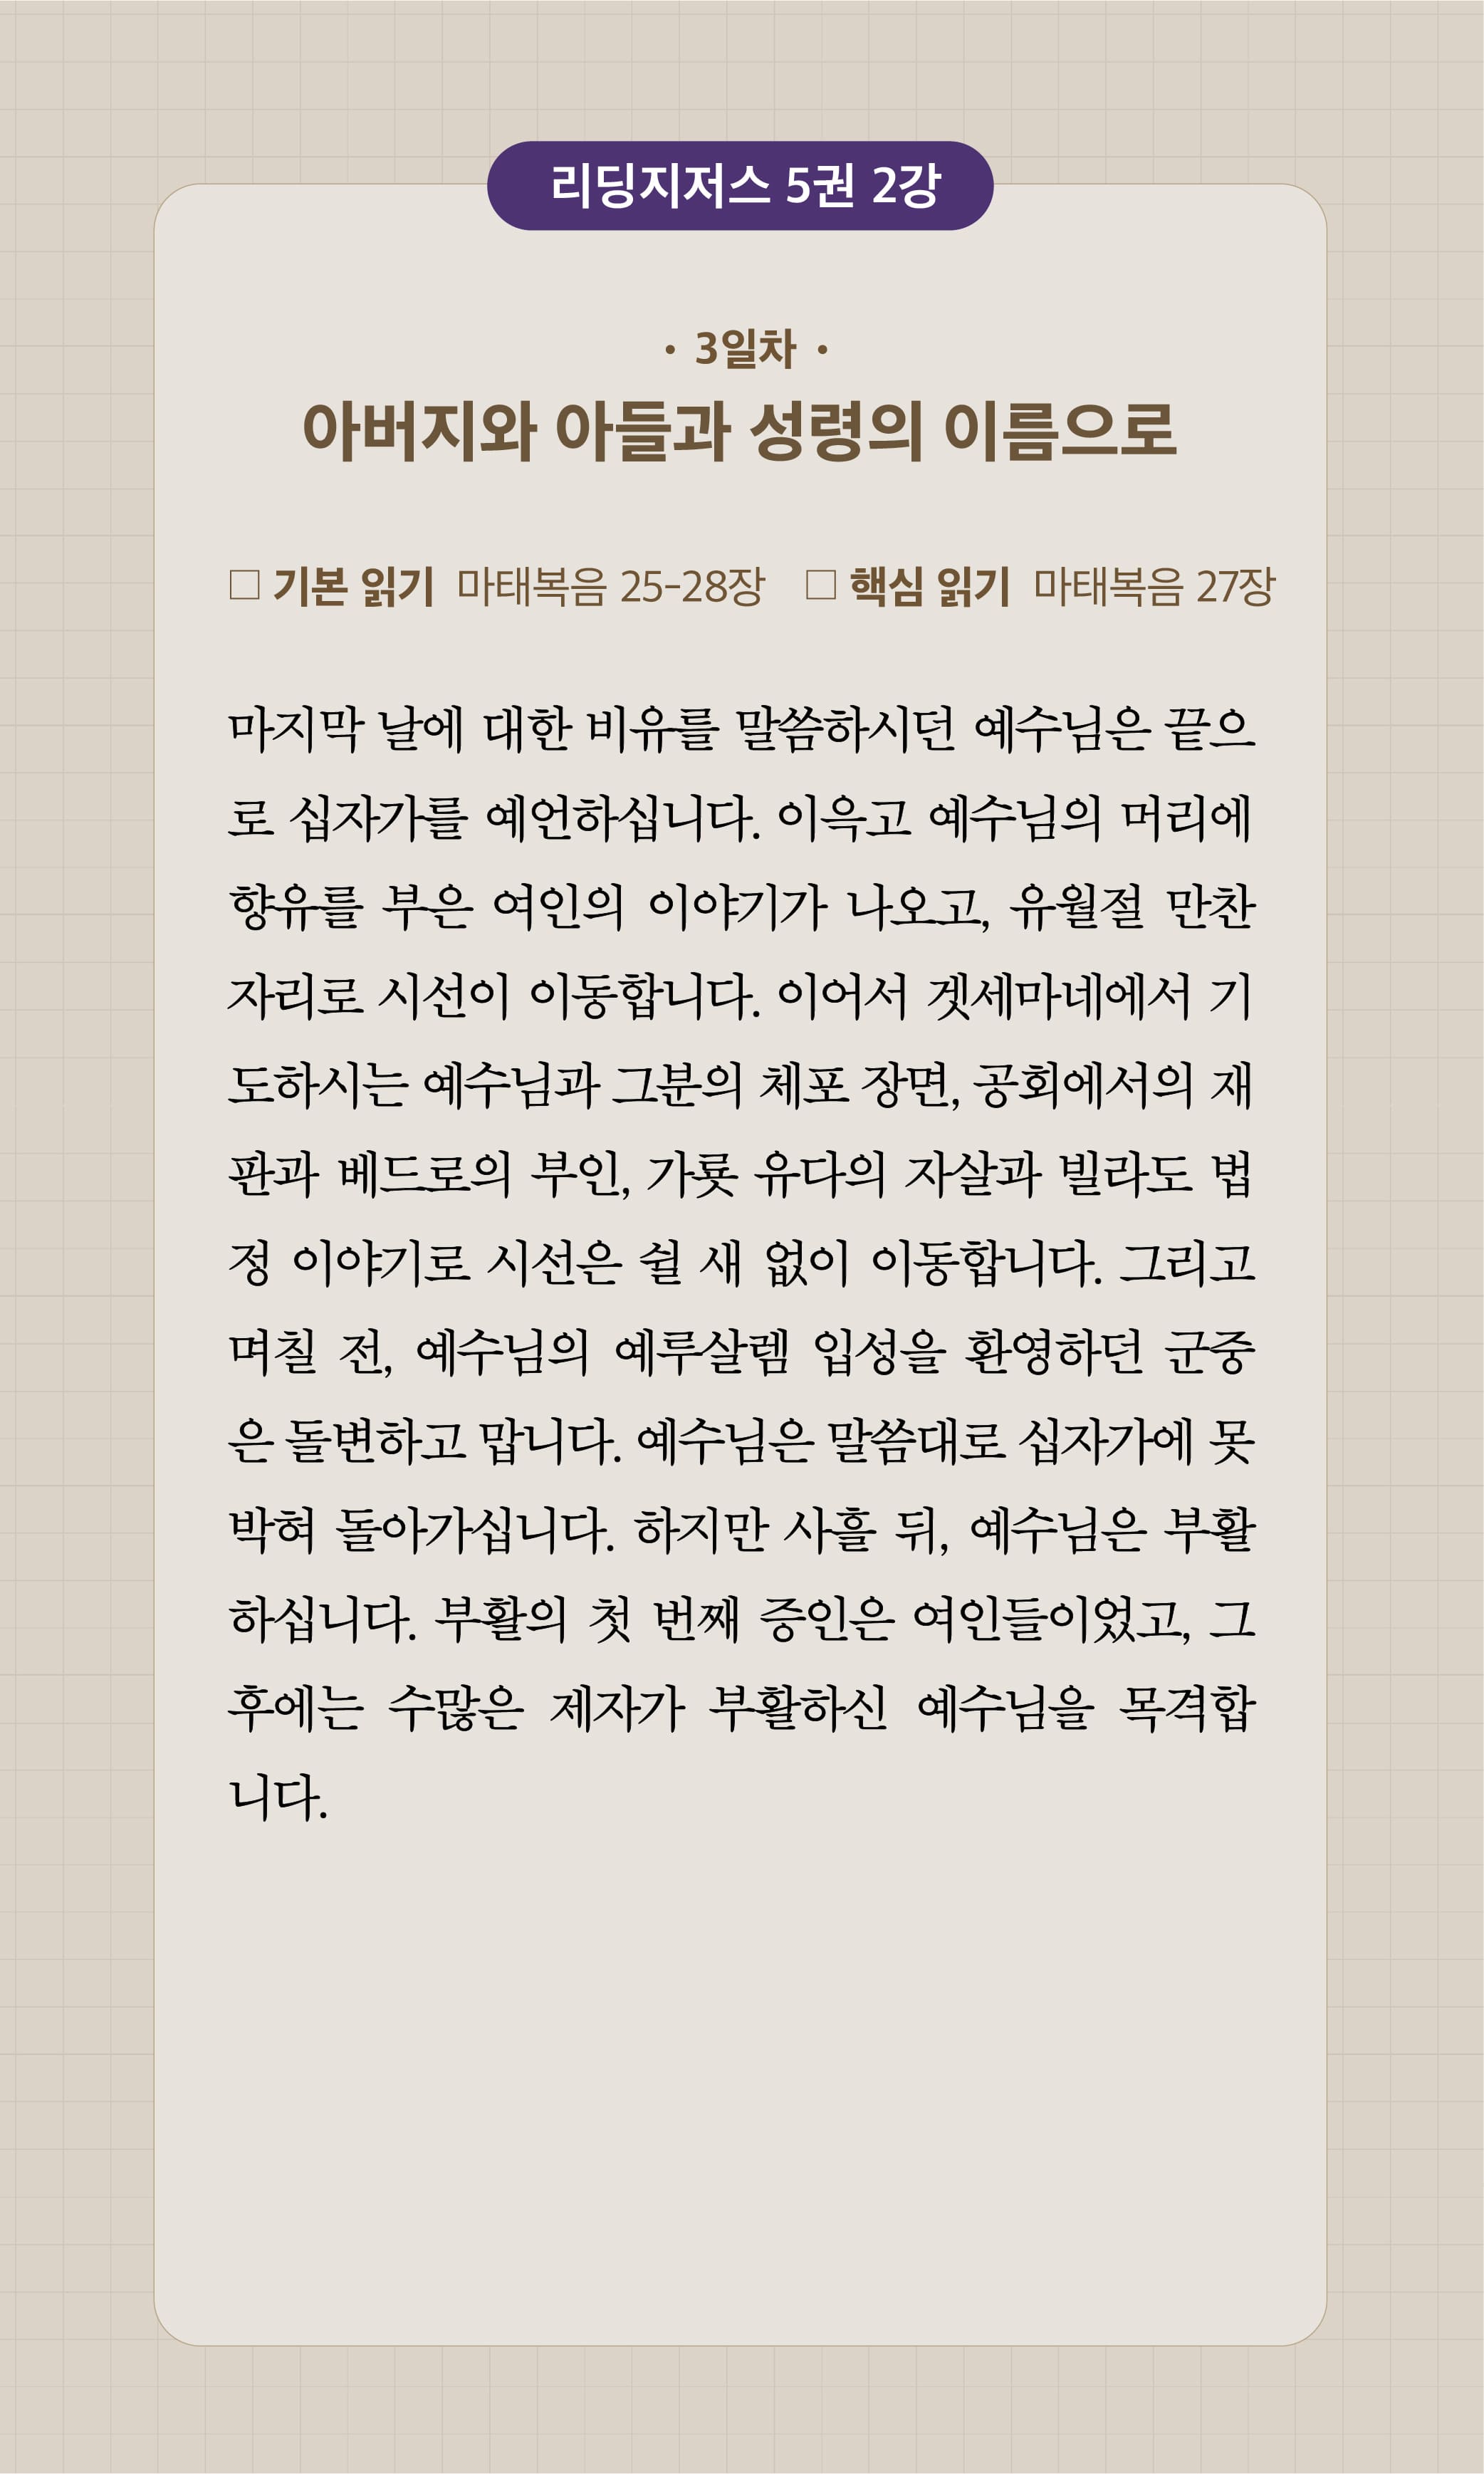 리딩지저스 5권 2강
· 3일차 ·
아버지와 아들과 성령의 이름으로
□ 기본 읽기 마태복음 25-28장 □ 핵심 읽기 마태복음 27장
마지막 날에 대한 비유를 말씀하시던 예수님은 끝으
로 십자가를 예언하십니다. 이윽고 예수님의 머리에
향유를 부은 여인의 이야기가 나오고, 유월절 만찬
자리로 시선이 이동합니다. 이어서 겟세마네에서 기
도하시는 예수님과 그분의 체포 장면, 공회에서의 재
판과 베드로의 부인, 가룟 유다의 자살과 빌라도 법
정 이야기로 시선은 쉴 새 없이 이동합니다. 그리고
며칠 전, 예수님의 예루살렘 입성을 환영하던 군중
은 돌변하고 맙니다. 예수님은 말씀대로 십자가에 못
박혀 돌아가십니다. 하지만 사흘 뒤, 예수님은 부활
하십니다. 부활의 첫 번째 증인은 여인들이었고, 그
후에는 수많은 제자가 부활하신 예수님을 목격합
니다.